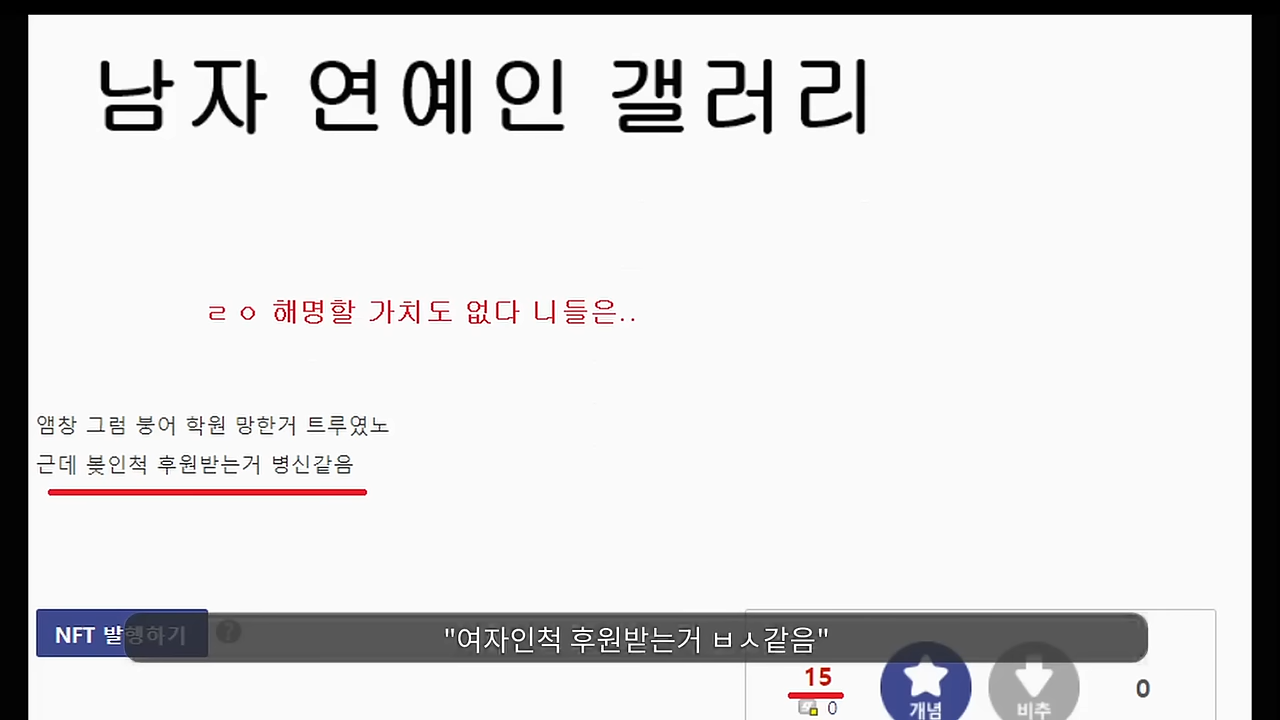 남자 연예인 갤러리
ㄹㅇ 해명할 가치도 없다 니들은..
앰창 그럼 붕어 학원 망한거 트루였노
근데 붖인척 후원받는거 병신같음
NFT 발행하기 ?
"여자인척 후원받는거 ㅂㅅ같음"
15
0
개념
비추
0